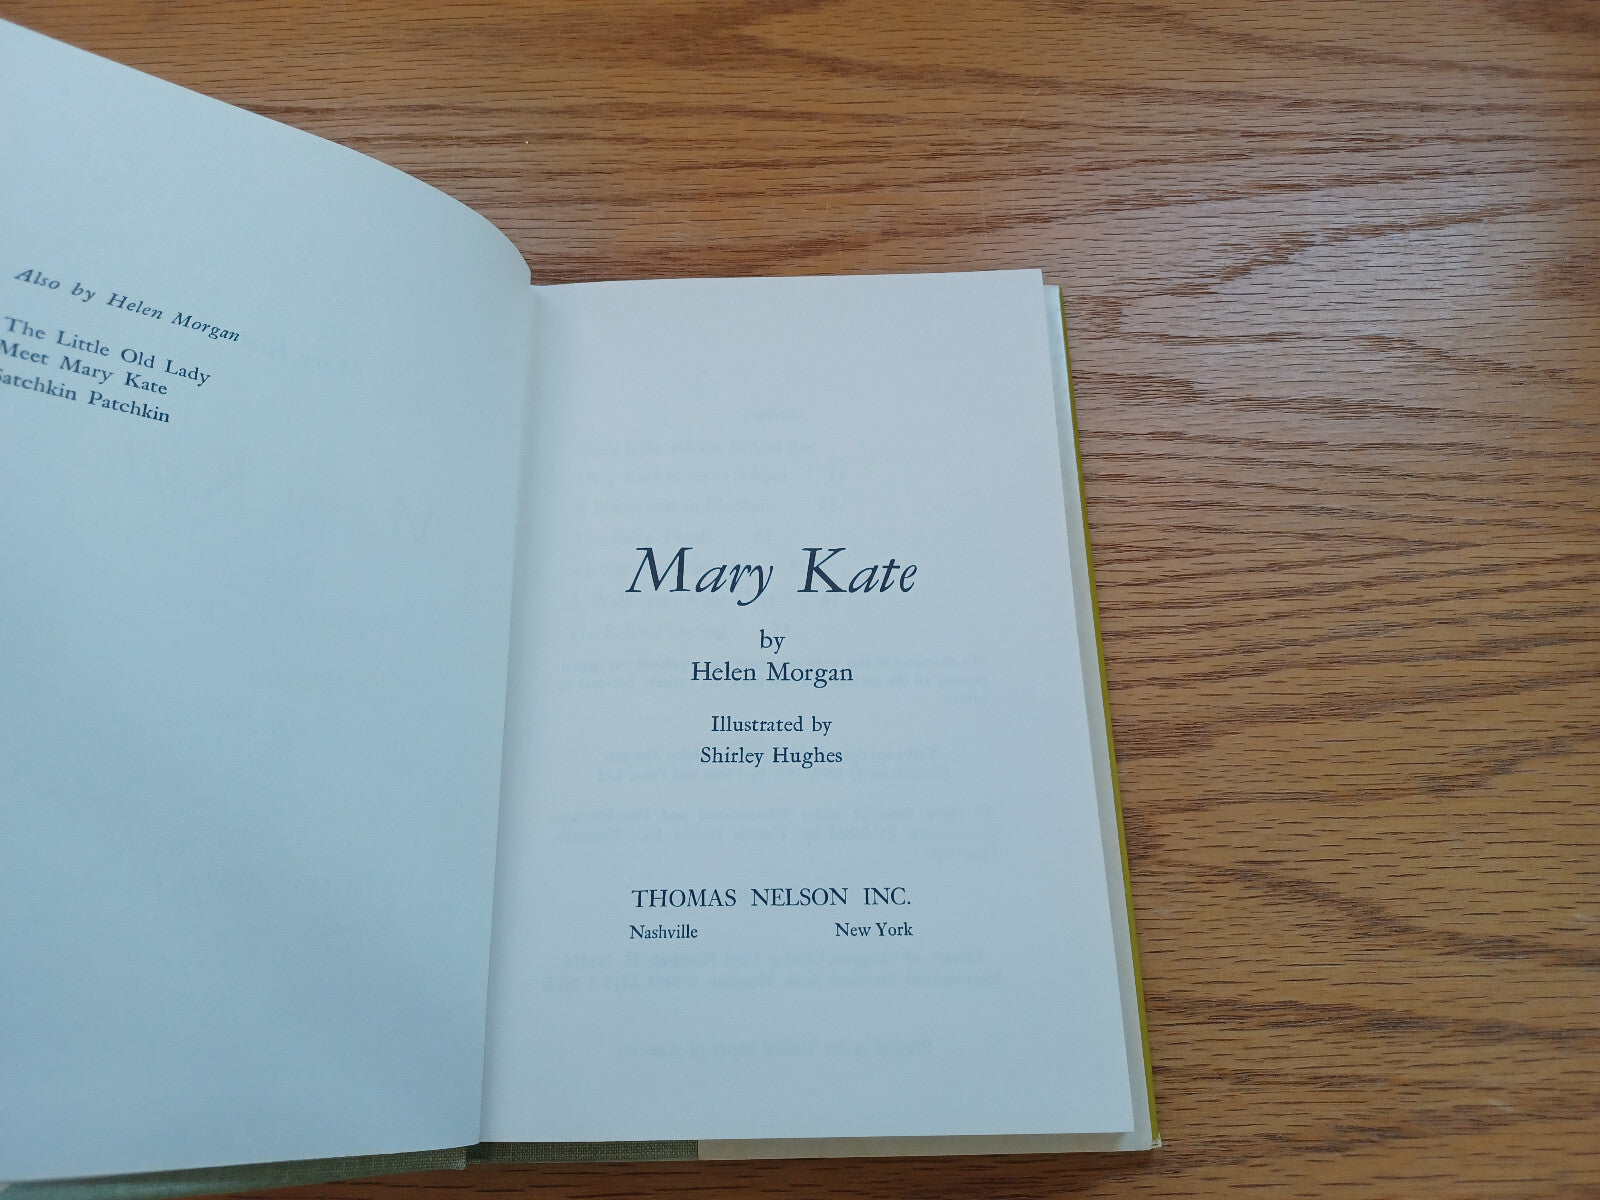 Also by Helen Morgan
The Little Old Lady
Meet Mary Kate
Satchkin Patchkin
Mary Kate
by
Helen Morgan
Illustrated by
Shirley Hughes
THOMAS NELSON INC.
Nashville New York